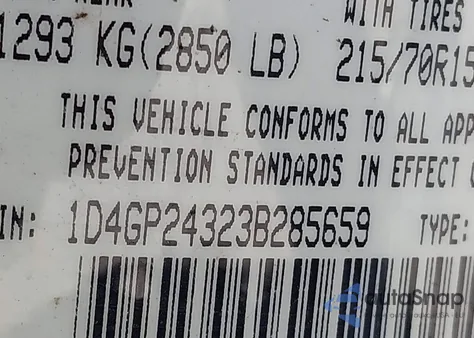 WITH TIRES
1293 KG(2850 LB) 215/70R15
THIS VEHICLE CONFORMS TO ALL APP
PREVENTION STANDARDS IN EFFECT
IN: 1D4GP24323B285659 TYPE:
autoSnap